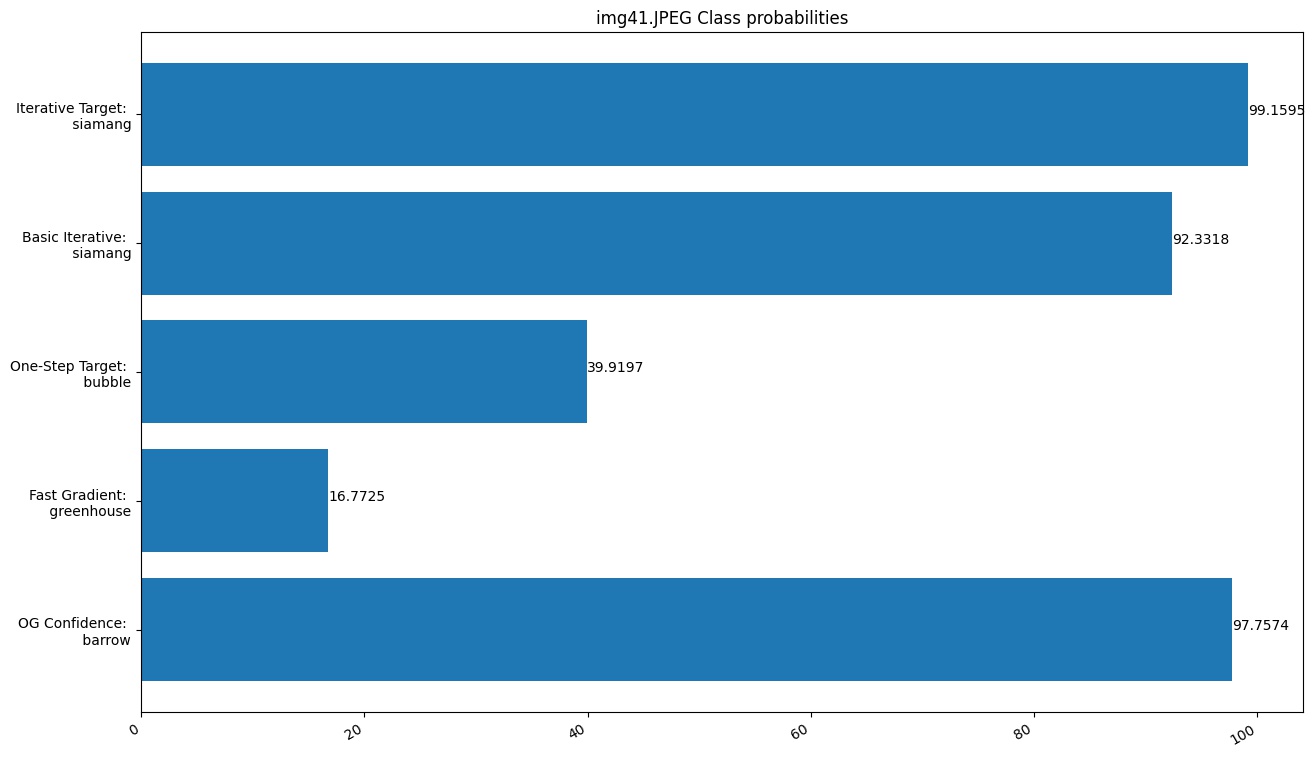 img41.JPEG Class probabilities
Iterative Target:
siamang
99.1595
Basic Iterative:
siamang
92.3318
One-Step Target:
bubble
39.9197
Fast Gradient:
greenhouse
16.7725
OG Confidence:
barrow
97.7574
0
20
40
60
80
100